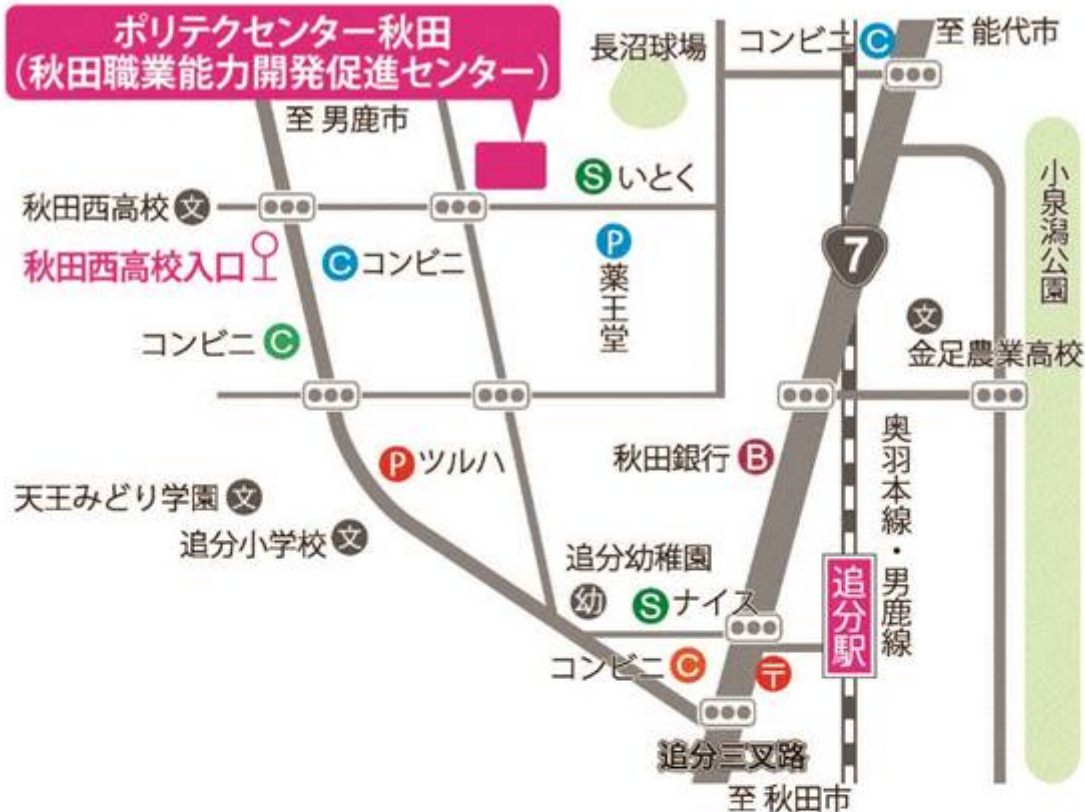 ポリテクセンター秋田
(秋田職業能力開発促進センター)
長沼球場
コンビニ C
至 能代市
至 男鹿市
小泉潟公園
S いとく
秋田西高校 文
秋田西高校入口
C コンビニ
P
薬王堂
7
文
金足農業高校
コンビニ C
P ツルハ
秋田銀行 B
奥羽本線・男鹿線
天王みどり学園 文
追分小学校 文
追分幼稚園
幼
S ナイス
追分駅
コンビニ C
〒
追分三叉路
至 秋田市